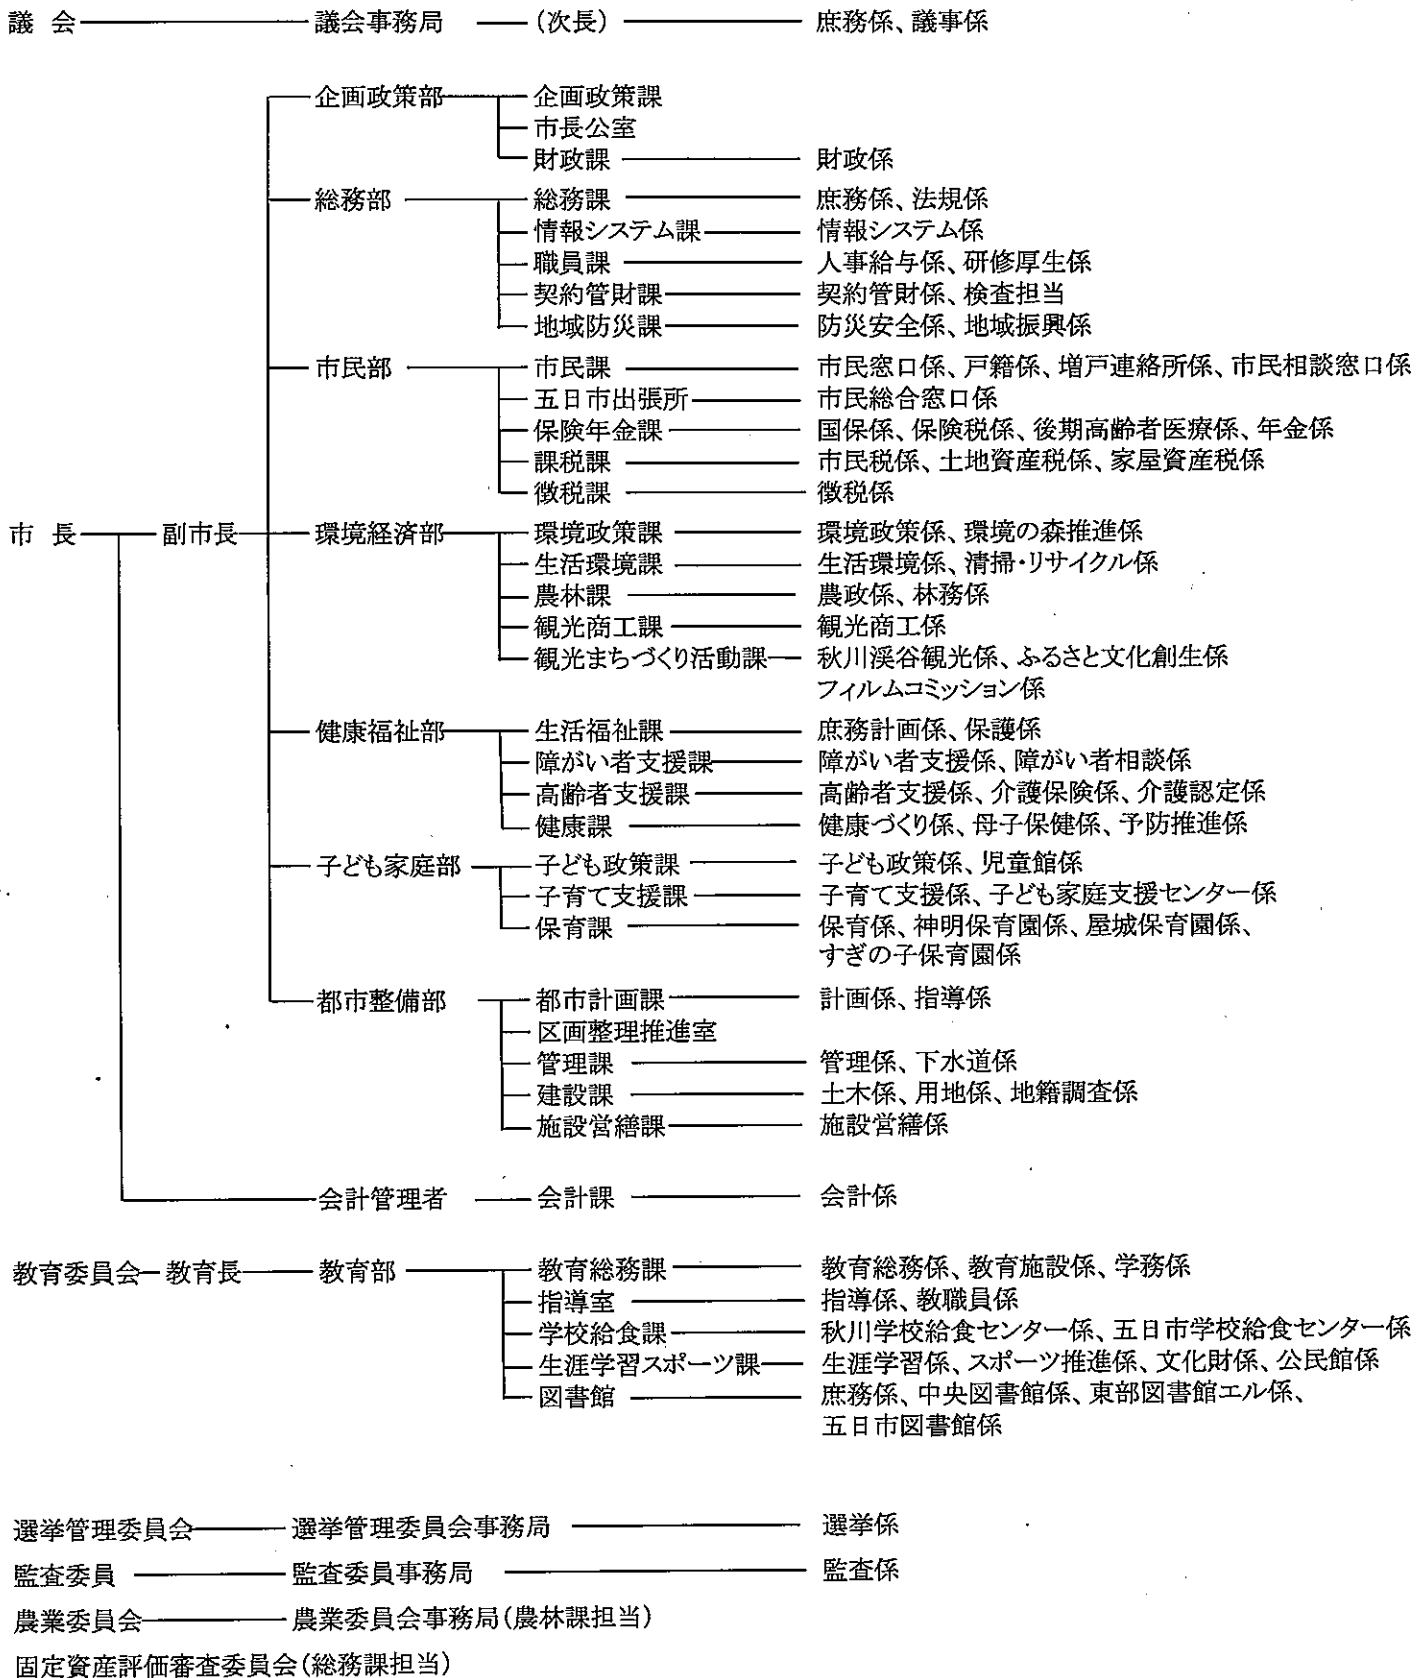 議 会 議会事務局 (次長) 庶務係、議事係
企画政策部 企画政策課
市長公室
財政課 財政係
総務部 総務課 庶務係、法規係
情報システム課 情報システム係
職員課 人事給与係、研修厚生係
契約管財課 契約管財係、検査担当
地域防災課 防災安全係、地域振興係
市民部 市民課 市民窓口係、戸籍係、増戸連絡所係、市民相談窓口係
五日市出張所 市民総合窓口係
保険年金課 国保係、保険税係、後期高齢者医療係、年金係
課税課 市民税係、土地資産税係、家屋資産税係
徴税課 徴税係
市 長 副市長 環境経済部 環境政策課 環境政策係、環境の森推進係
生活環境課 生活環境係、清掃・リサイクル係
農林課 農政係、林務係
観光商工課 観光商工係
観光まちづくり活動課 秋川渓谷観光係、ふるさと文化創生係
フィルムコミッション係
健康福祉部 生活福祉課 庶務計画係、保護係
障がい者支援課 障がい者支援係、障がい者相談係
高齢者支援課 高齢者支援係、介護保険係、介護認定係
健康課 健康づくり係、母子保健係、予防推進係
子ども家庭部 子ども政策課 子ども政策係、児童館係
子育て支援課 子育て支援係、子ども家庭支援センター係
保育課 保育係、神明保育園係、屋城保育園係、
すぎの子保育園係
都市整備部 都市計画課 計画係、指導係
区画整理推進室
管理課 管理係、下水道係
建設課 土木係、用地係、地籍調査係
施設営繕課 施設営繕係
会計管理者 会計課 会計係
教育委員会 教育長 教育部 教育総務課 教育総務係、教育施設係、学務係
指導室 指導係、教職員係
学校給食課 秋川学校給食センター係、五日市学校給食センター係
生涯学習スポーツ課 生涯学習係、スポーツ推進係、文化財係、公民館係
図書館 庶務係、中央図書館係、東部図書館エル係、
五日市図書館係
選挙管理委員会 選挙管理委員会事務局 選挙係
監査委員 監査委員事務局 監査係
農業委員会 農業委員会事務局(農林課担当)
固定資産評価審査委員会(総務課担当)